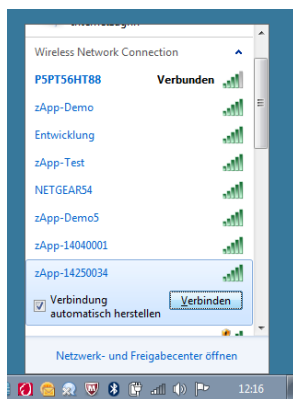 Wireless Network Connection
P5PT56HT88 Verbunden
zApp-Demo
Entwicklung
zApp-Test
NETGEAR54
zApp-Demo5
zApp-14040001
zApp-14250034
Verbindung
automatisch herstellen
Verbinden
Netzwerk- und Freigabecenter öffnen
12:16